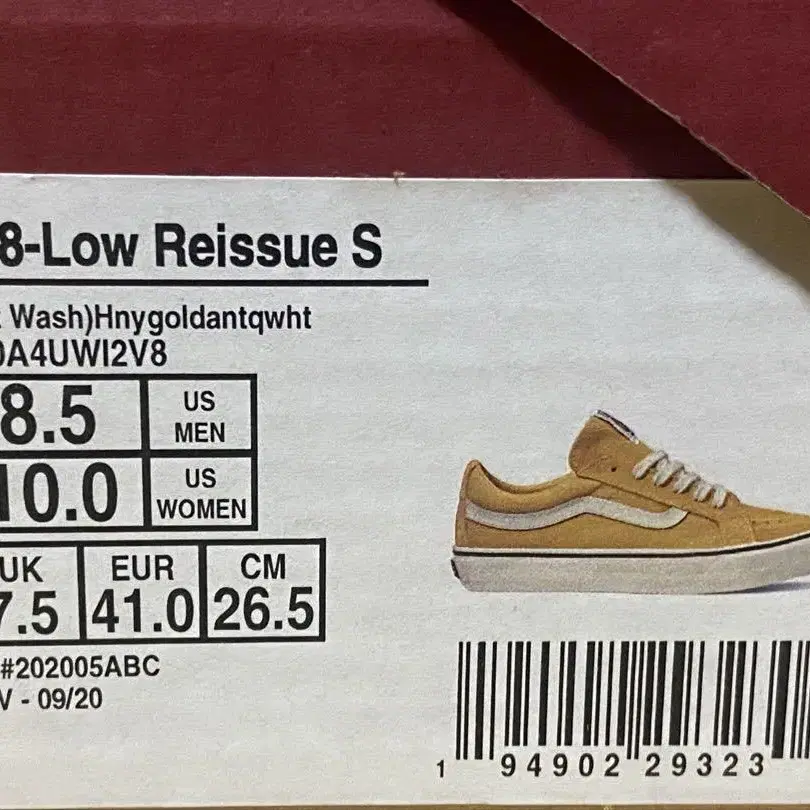 8-Low Reissue S
Wash)Hnygoldantqwht
0A4UWI2V8
8.5 US MEN
10.0 US WOMEN
UK EUR CM
7.5 41.0 26.5
#202005ABC
V - 09/20
1 94902 29323